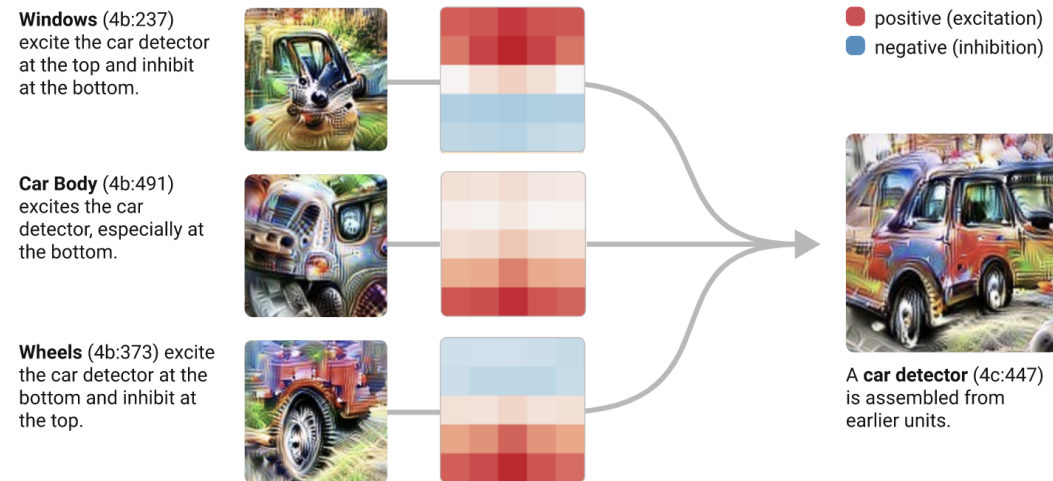 Windows (4b:237)
excite the car detector
at the top and inhibit
at the bottom.
Car Body (4b:491)
excites the car
detector, especially at
the bottom.
Wheels (4b:373) excite
the car detector at the
bottom and inhibit at
the top.
positive (excitation)
negative (inhibition)
A car detector (4c:447)
is assembled from
earlier units.